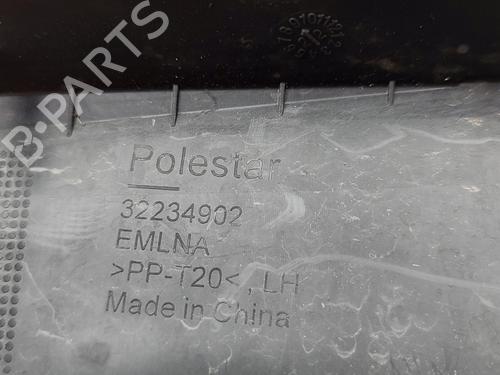 B-PARTS
Polestar
32234902
EMLNA
>PP-T20<, LH
Made in China